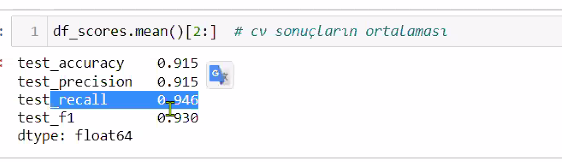 1 df_scores.mean()[2:] # cv sonuçların ortalaması
test_accuracy 0.915
test_precision 0.915
test_recall 0.946
test_f1 0.930
dtype: float64